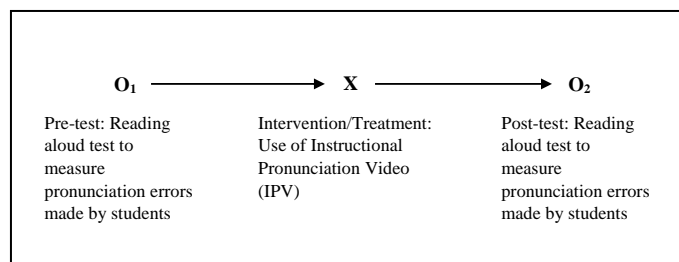 O₁ X O₂
Pre-test: Reading
aloud test to
measure
pronunciation errors
made by students
Intervention/Treatment:
Use of Instructional
Pronunciation Video
(IPV)
Post-test: Reading
aloud test to
measure
pronunciation errors
made by students